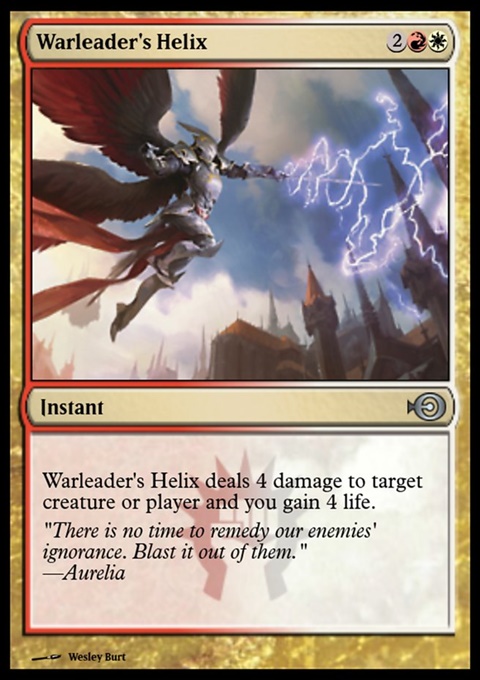 Warleader's Helix 2
Instant
Warleader's Helix deals 4 damage to target
creature or player and you gain 4 life.
"There is no time to remedy our enemies'
ignorance. Blast it out of them."
—Aurelia
Wesley Burt